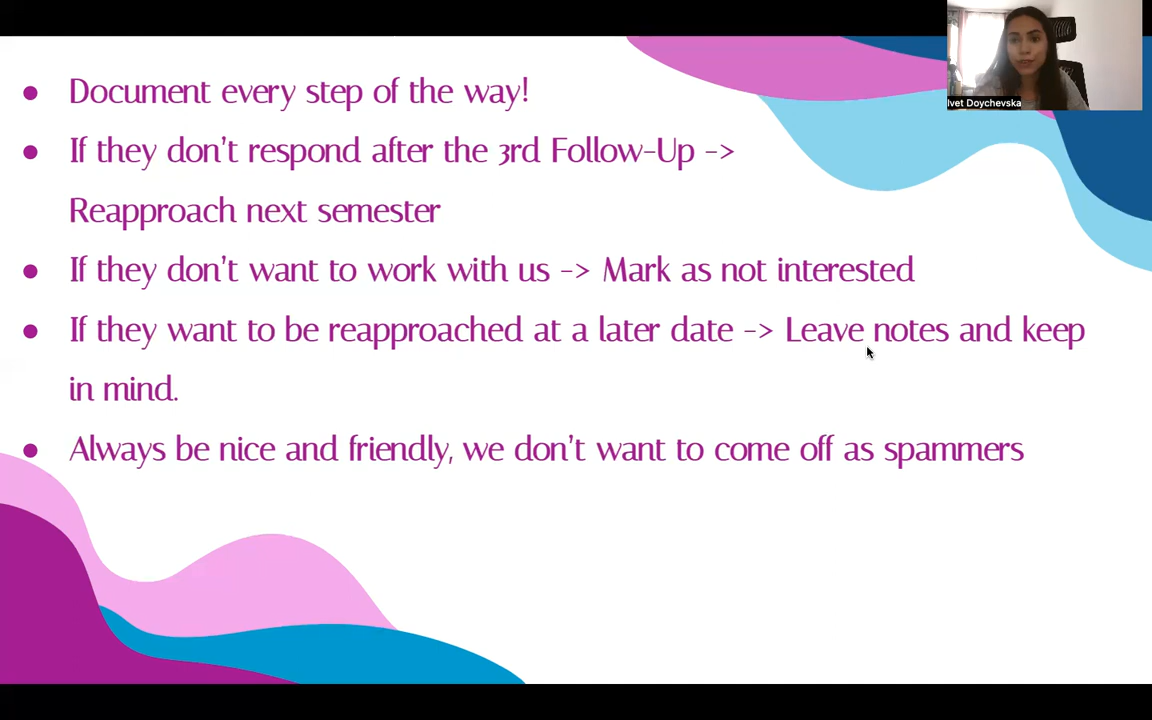 Ivet Doychevska
● Document every step of the way!
● If they don't respond after the 3rd Follow-Up ->
Reapproach next semester
● If they don't want to work with us -> Mark as not interested
● If they want to be reapproached at a later date -> Leave notes and keep
in mind.
● Always be nice and friendly, we don't want to come off as spammers